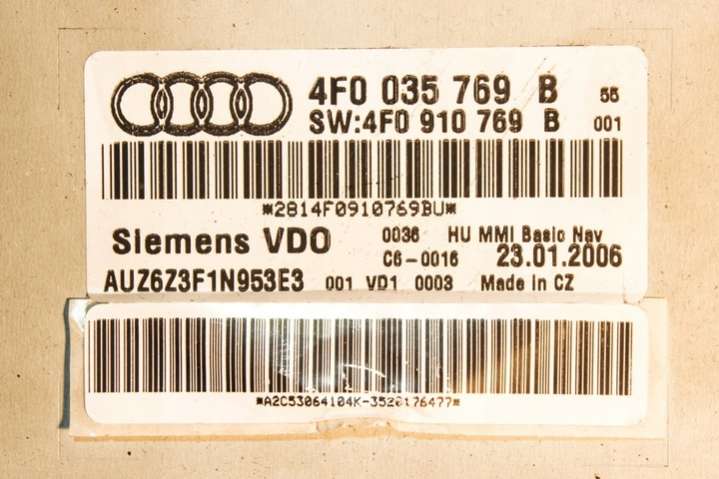 4F0 035 769 B 55
SW:4F0 910 769 B 001
*2814F0910769BU*
Siemens VDO 0036 HU MMI Basic Nav
C6-0016 23.01.2006
AUZ6Z3F1N953E3 001 VD1 0003 Made in CZ
*A2C53064104K-3520176477*